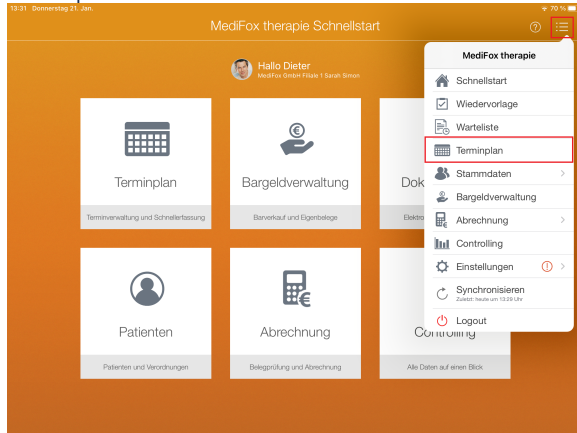 13:31 Donnerstag 21. Jan.
70 %
MediFox therapie Schnellstart
Hallo Dieter
MediFox GmbH Filiale 1 Sarah Simon
MediFox therapie
Schnellstart
Wiedervorlage
Warteliste
Terminplan
Stammdaten
Bargeldverwaltung
Abrechnung
Controlling
Einstellungen
Synchronisieren
Zuletzt: heute um 13:29 Uhr
Logout
Terminplan
Terminverwaltung und Schnellerfassung
Bargeldverwaltung
Barverkauf und Eigenbelege
Dok
Elektro
Patienten
Patienten und Verordnungen
Abrechnung
Belegprüfung und Abrechnung
Controlling
Alle Daten auf einen Blick